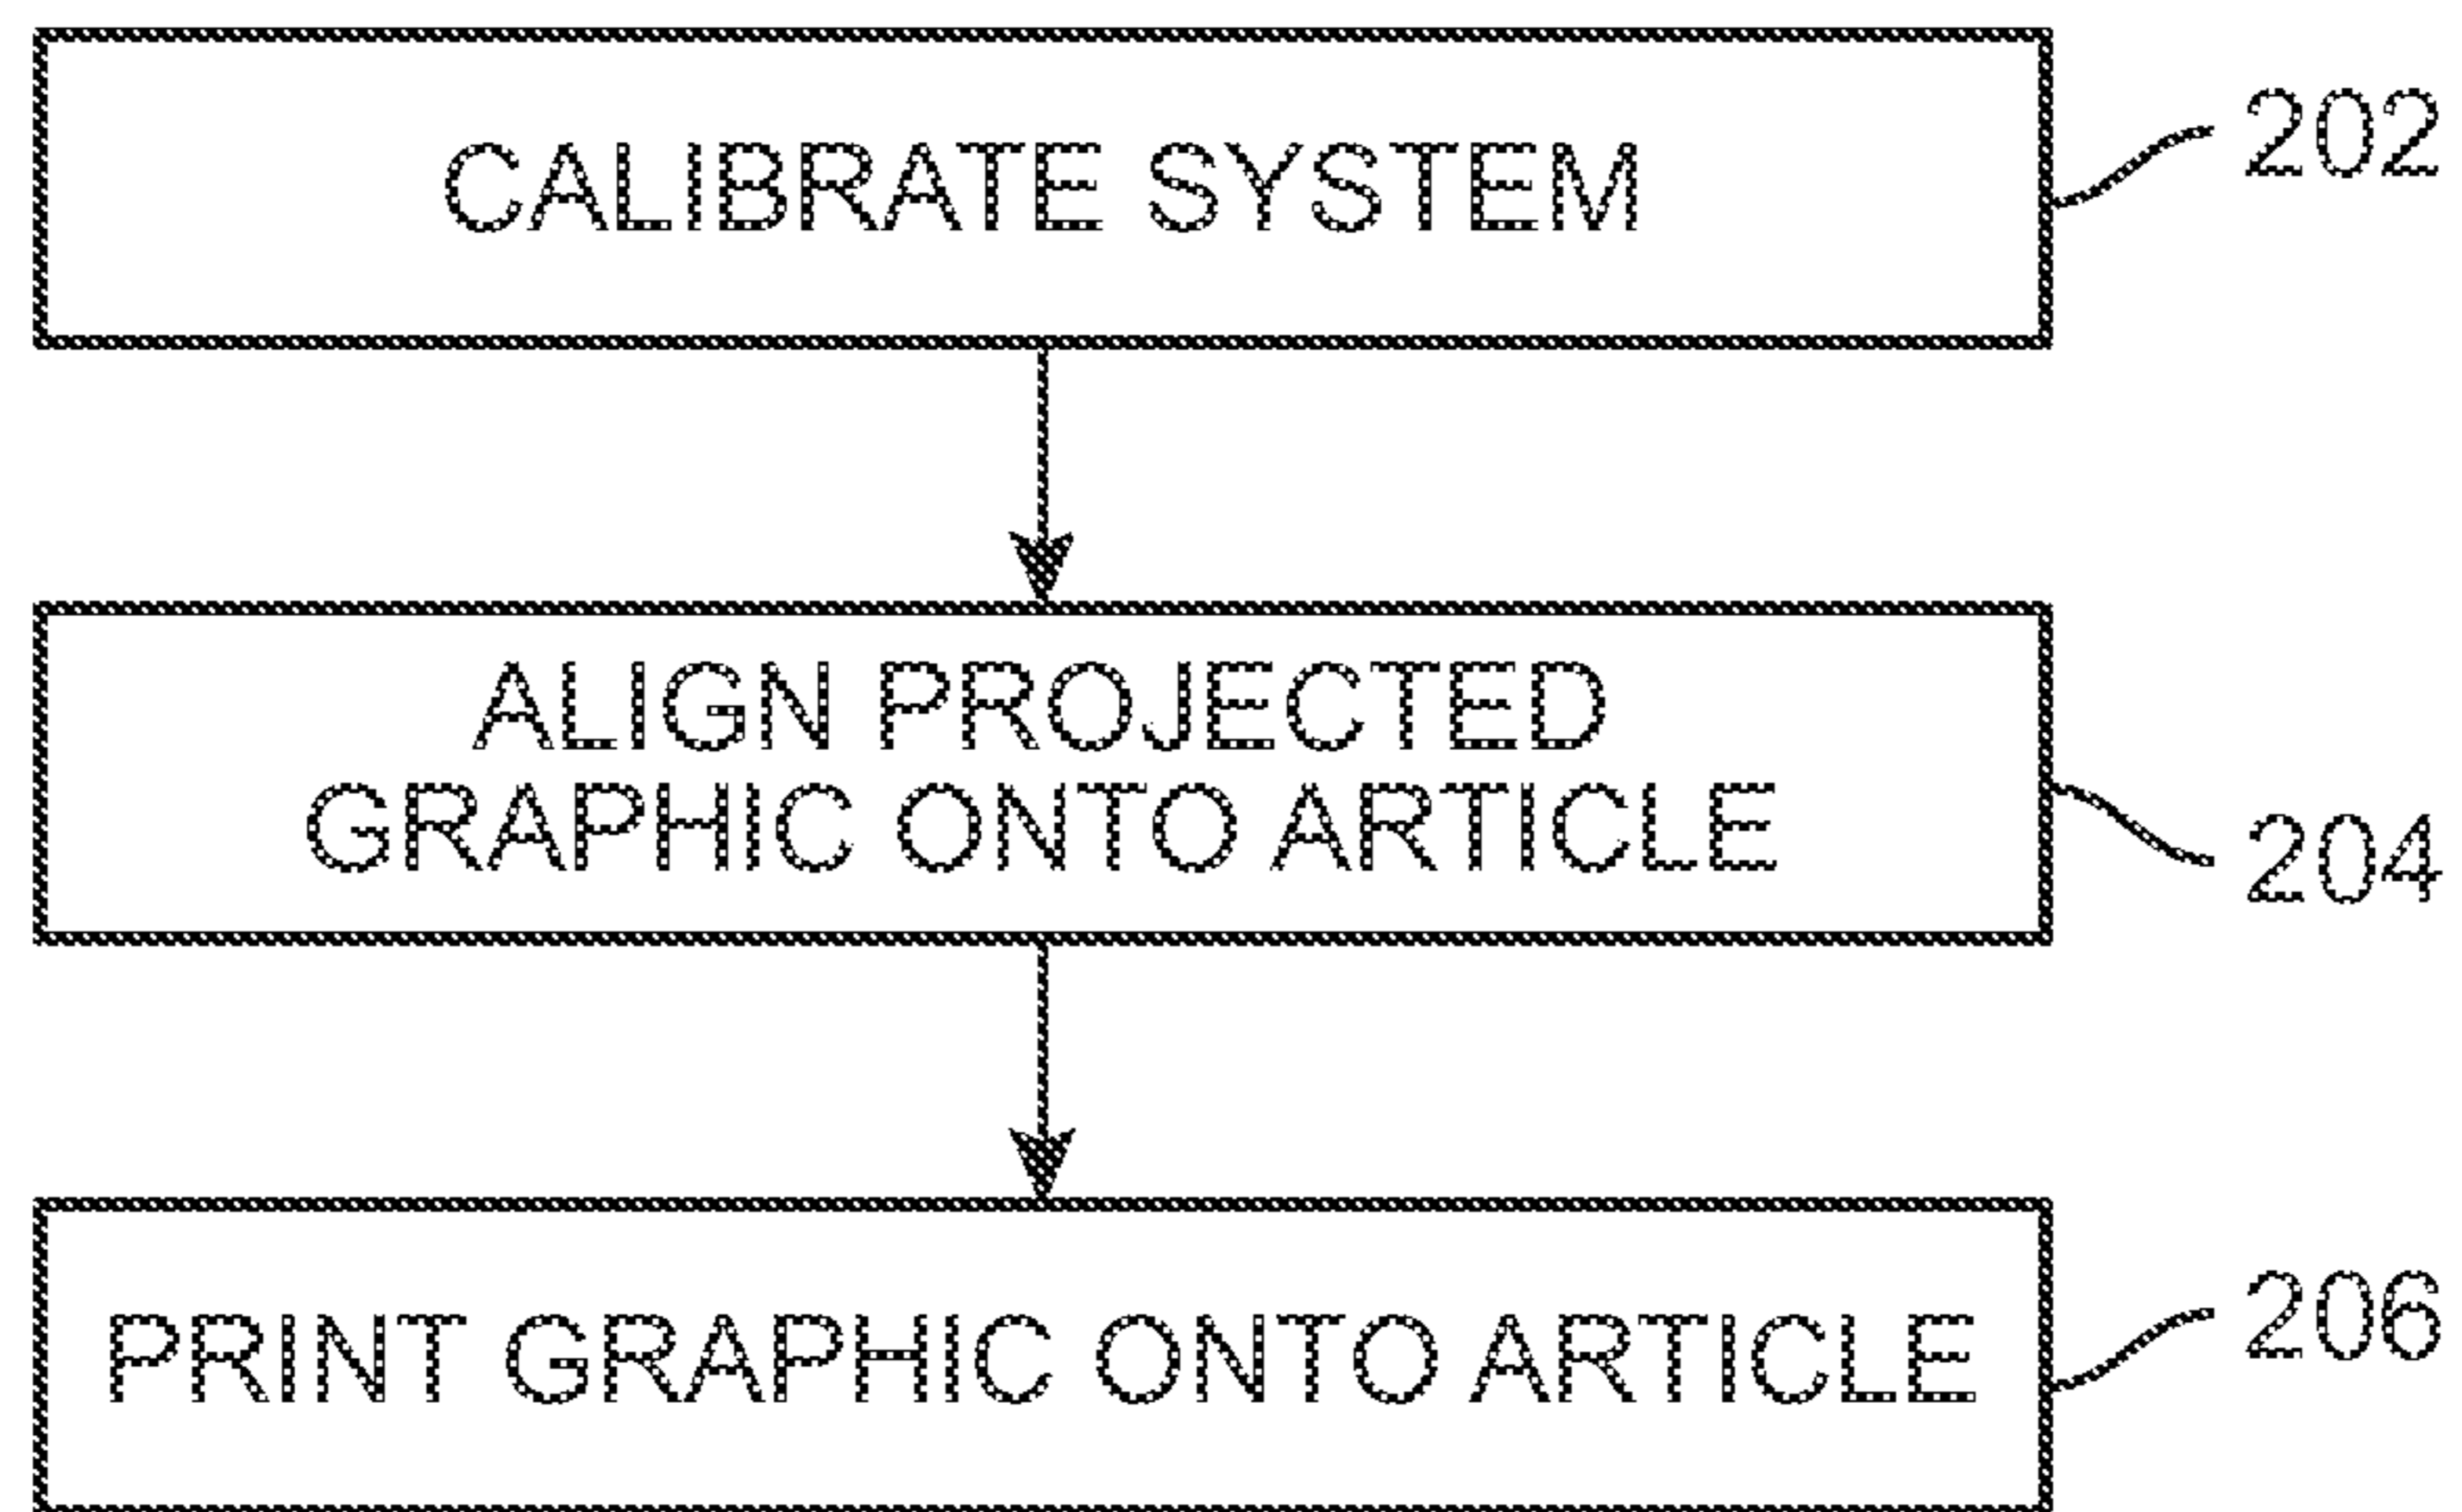 CALIBRATE SYSTEM
202
ALIGN PROJECTED
GRAPHIC ONTO ARTICLE
204
PRINT GRAPHIC ONTO ARTICLE
206